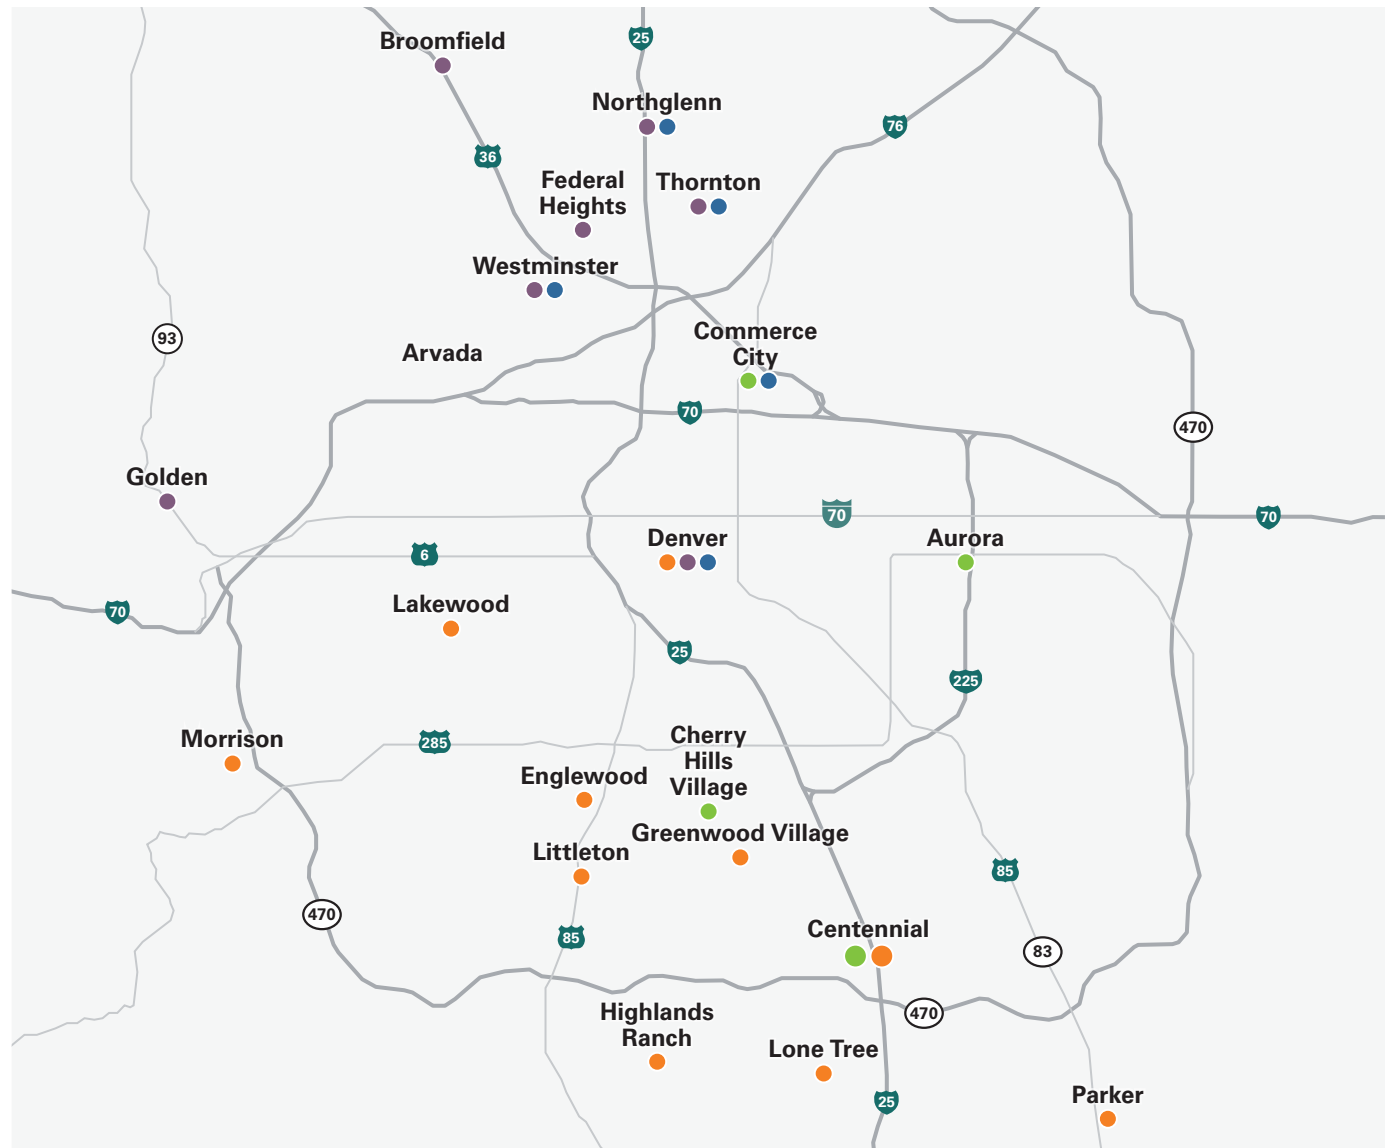 25
Broomfield
Northglenn
76
36
Federal
Heights
Thornton
Westminster
93
Commerce
City
Arvada
70
470
Golden
70
70
Denver
Aurora
6
Lakewood
70
25
225
Morrison
285
Cherry
Hills
Village
Englewood
Greenwood Village
Littleton
85
470
Centennial
85
83
Highlands
Ranch
470
Lone Tree
25
Parker